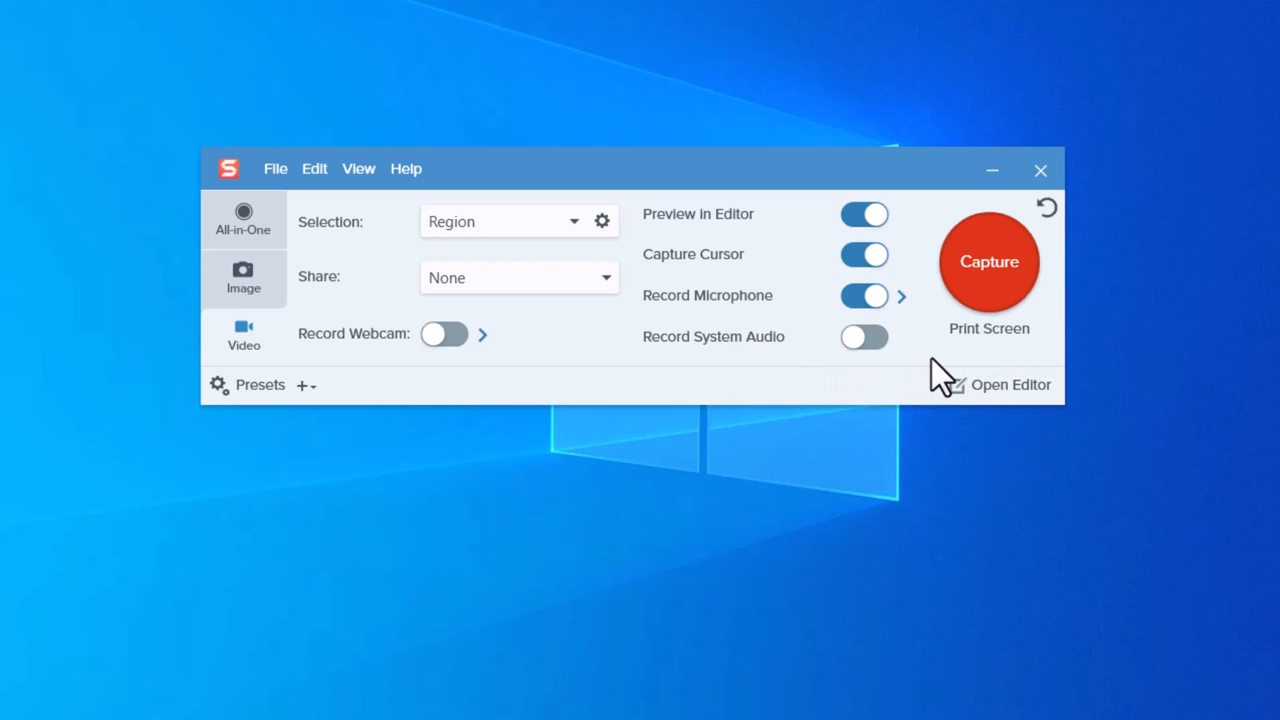 File Edit View Help
All-in-One
Image
Video
Selection: Region
Share: None
Record Webcam:
Preview in Editor
Capture Cursor
Record Microphone
Record System Audio
Capture
Print Screen
Presets
Open Editor